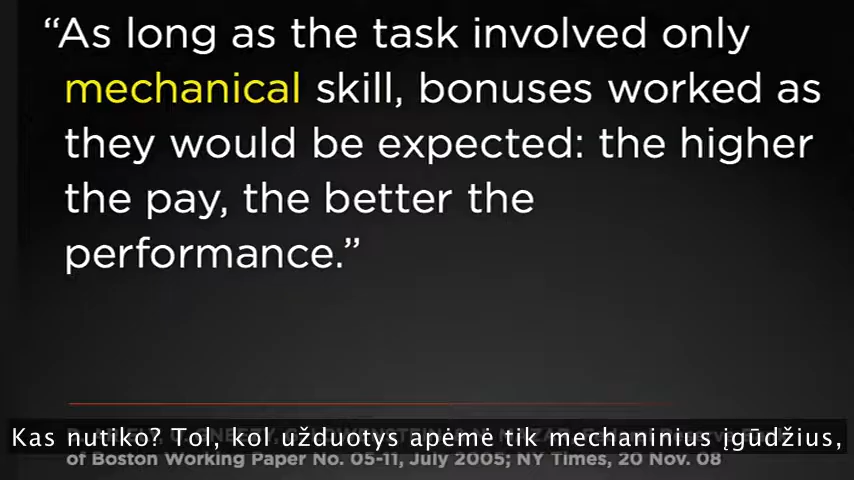 “As long as the task involved only
mechanical skill, bonuses worked as
they would be expected: the higher
the pay, the better the
performance.”
Kas nutiko? Tol, kol užduotys apėmė tik mechaninius įgūdžius,
of Boston Working Paper No. 05-11, July 2005; NY Times, 20 Nov. 08